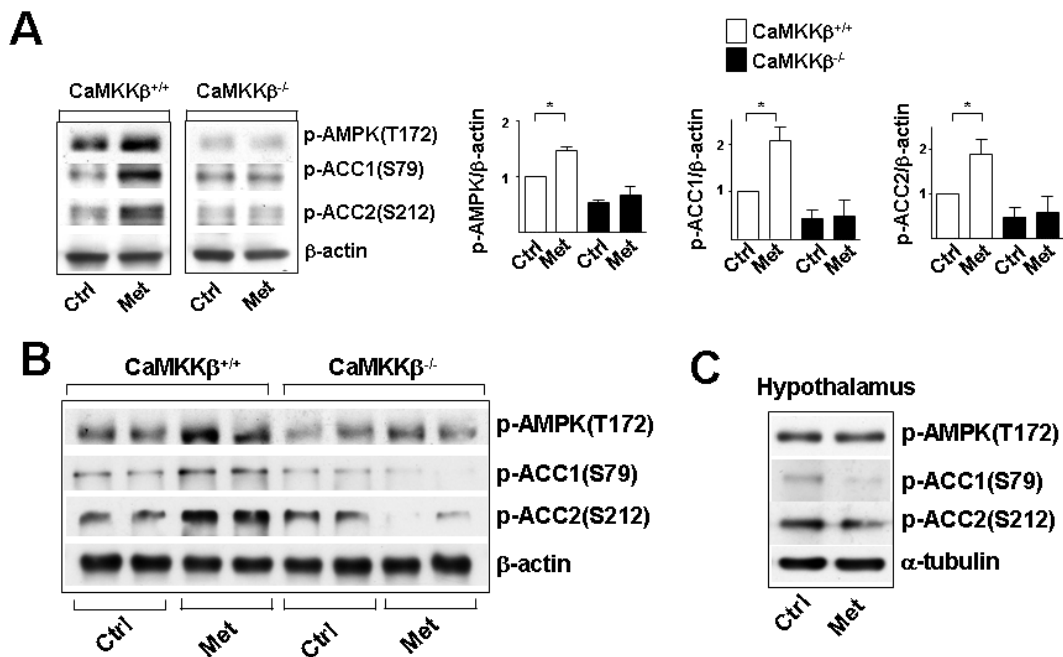 A
CaMKKβ+/+
CaMKKβ-/-
CaMKKβ+/+ CaMKKβ-/-
p-AMPK(T172)
p-ACC1(S79)
p-ACC2(S212)
β-actin
Ctrl Met Ctrl Met
p-AMPK/β-actin
2
1
*
Ctrl Met Ctrl Met
p-ACC1/β-actin
2
1
*
Ctrl Met Ctrl Met
p-ACC2/β-actin
2
1
*
Ctrl Met Ctrl Met
B
CaMKKβ+/+ CaMKKβ-/-
p-AMPK(T172)
p-ACC1(S79)
p-ACC2(S212)
β-actin
Ctrl Met Ctrl Met
C
Hypothalamus
p-AMPK(T172)
p-ACC1(S79)
p-ACC2(S212)
α-tubulin
Ctrl Met